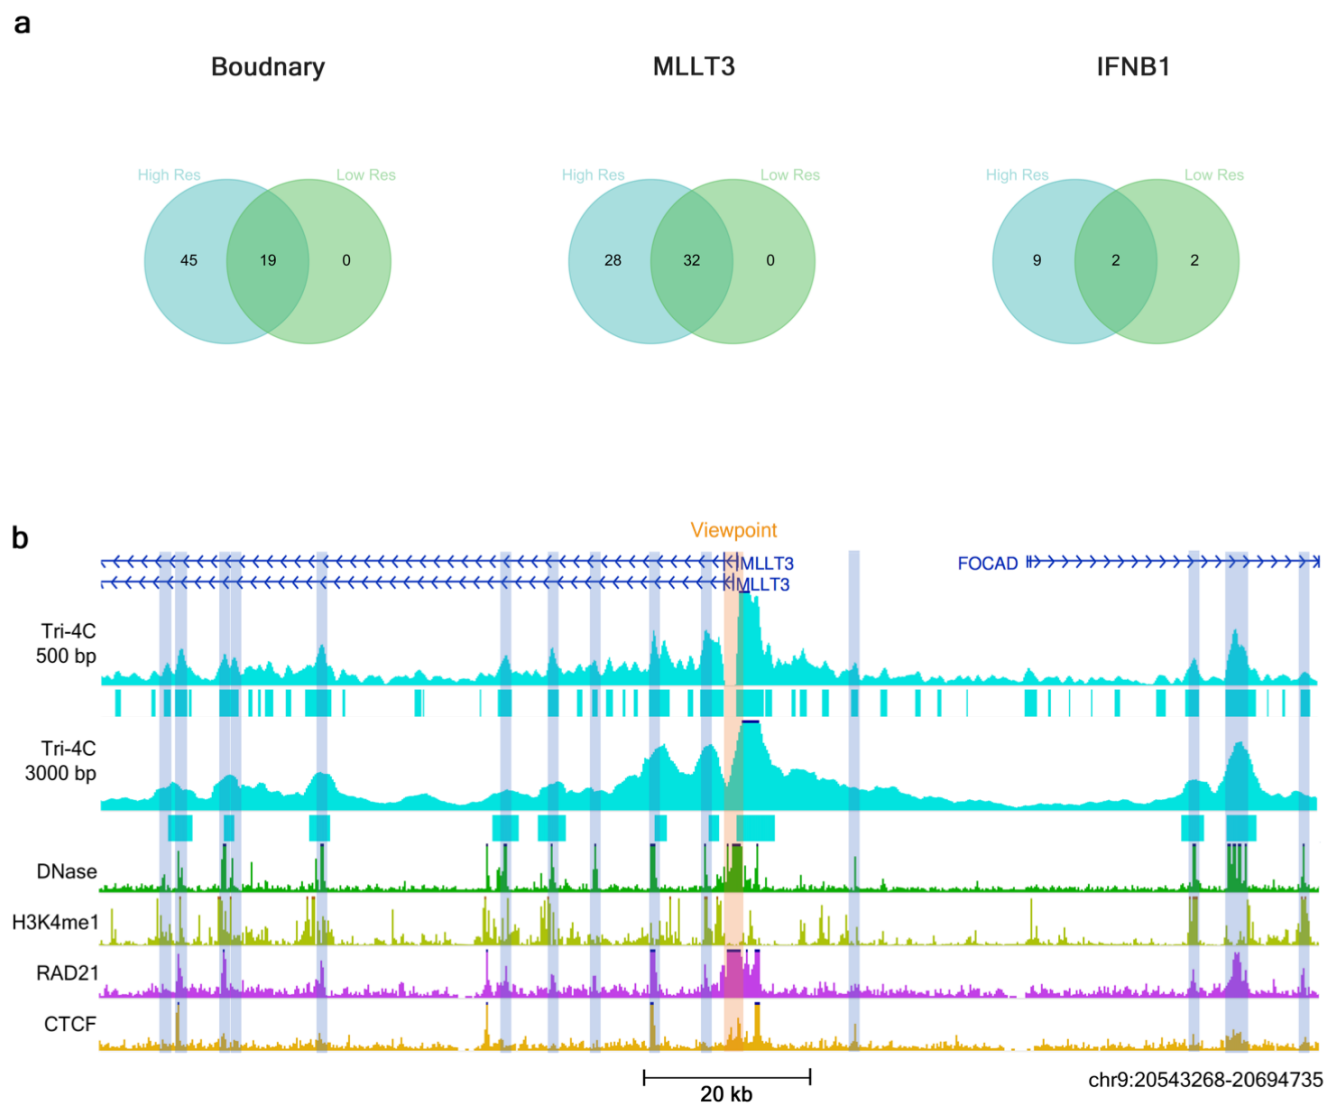 a
Boudnary
MLLT3
IFNB1
High Res
Low Res
High Res
Low Res
High Res
Low Res
45
19
0
28
32
0
9
2
2
b
Viewpoint
MLLT3
FOCAD
MLLT3
Tri-4C
500 bp
Tri-4C
3000 bp
DNase
H3K4me1
RAD21
CTCF
20 kb
chr9:20543268-20694735